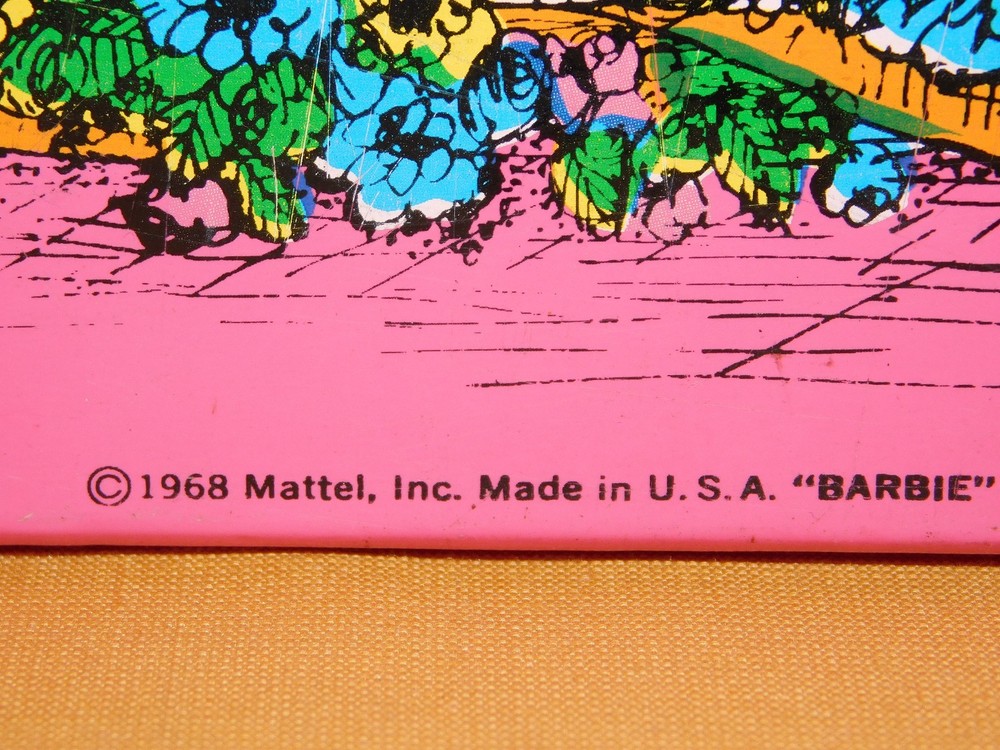 ©1968 Mattel, Inc. Made in U.S.A. "BARBIE"